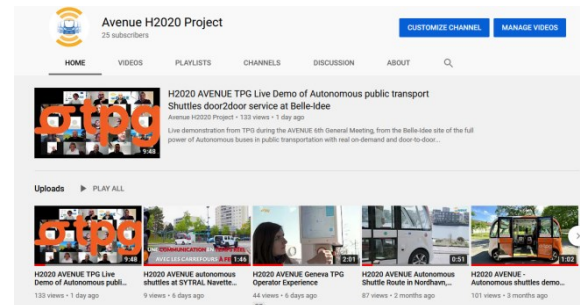 Avenue H2020 Project
25 subscribers
CUSTOMIZE CHANNEL
MANAGE VIDEOS
HOME
VIDEOS
PLAYLISTS
CHANNELS
DISCUSSION
ABOUT
tpg
9:48
H2020 AVENUE TPG Live Demo of Autonomous public transport
Shuttles door2door service at Belle-Idee
Avenue H2020 Project • 133 views • 1 day ago
Live demonstration from TPG during the AVENUE 6th General Meeting, from the Belle-Idee site of the full
power of Autonomous buses in public transportation with real on-demand and door-to-door...
Uploads
PLAY ALL
tpg
9:48
COMMUNICATION
AVEC LES CARREFOURS À
1:46
2:01
0:51
1:02
H2020 AVENUE TPG Live
Demo of Autonomous publi...
133 views • 1 day ago
H2020 AVENUE autonomous
shuttles at SYTRAL Navette...
9 views • 6 days ago
H2020 AVENUE Geneva TPG
Operator Experience
44 views • 6 days ago
H2020 AVENUE Autonomous
Shuttle Route in Nordhavn,...
87 views • 2 months ago
H2020 AVENUE -
Autonomous shuttles demo...
101 views • 3 months ago